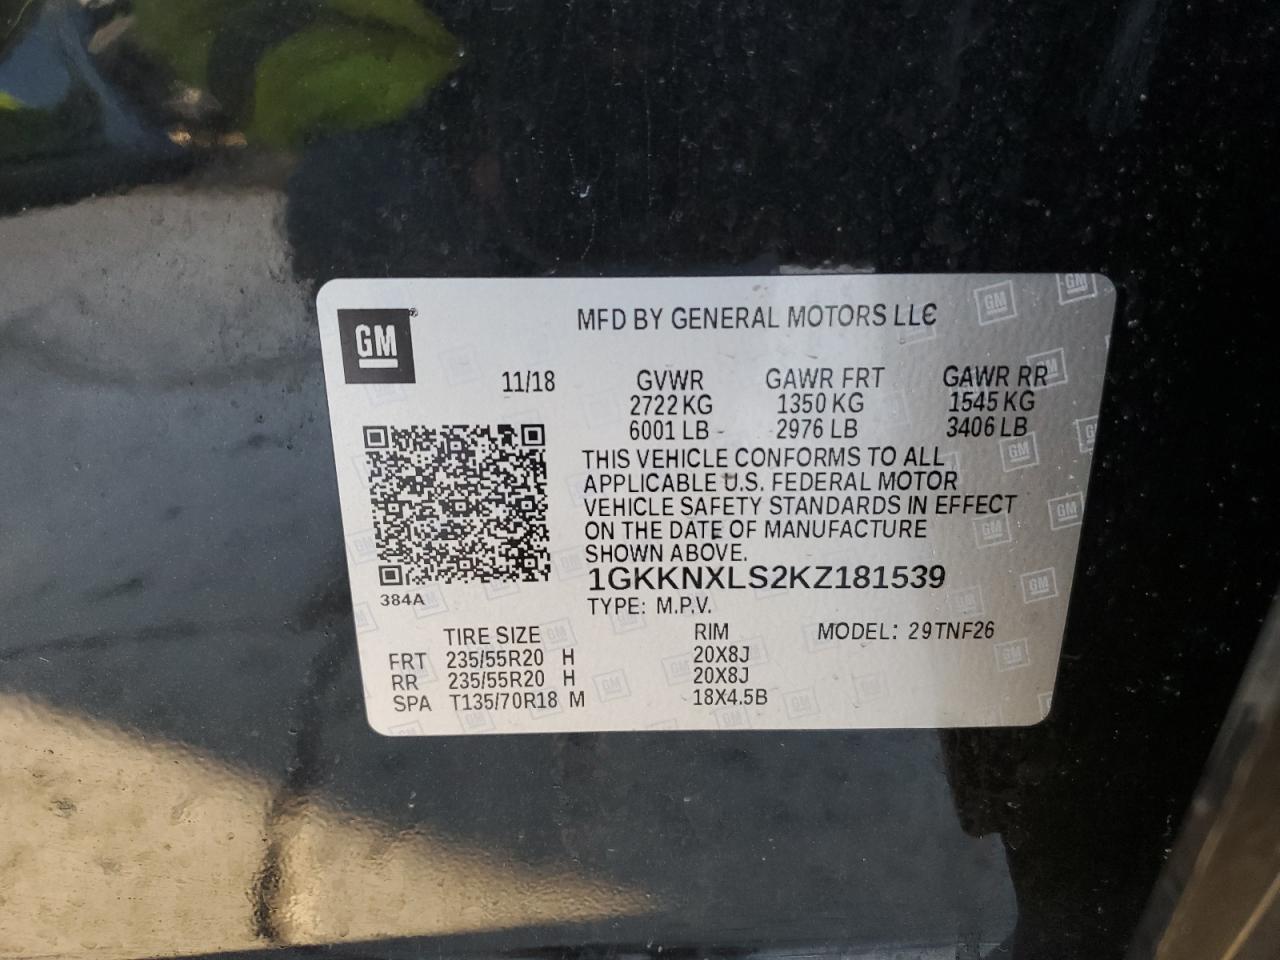 GM
MFD BY GENERAL MOTORS LLC
11/18 GVWR GAWR FRT GAWR RR
2722 KG 1350 KG 1545 KG
6001 LB 2976 LB 3406 LB
THIS VEHICLE CONFORMS TO ALL
APPLICABLE U.S. FEDERAL MOTOR
VEHICLE SAFETY STANDARDS IN EFFECT
ON THE DATE OF MANUFACTURE
SHOWN ABOVE.
1GKKNXLS2KZ181539
384A
TYPE: M.P.V.
TIRE SIZE RIM MODEL: 29TNF26
FRT 235/55R20 H 20X8J
RR 235/55R20 H 20X8J
SPA T135/70R18 M 18X4.5B